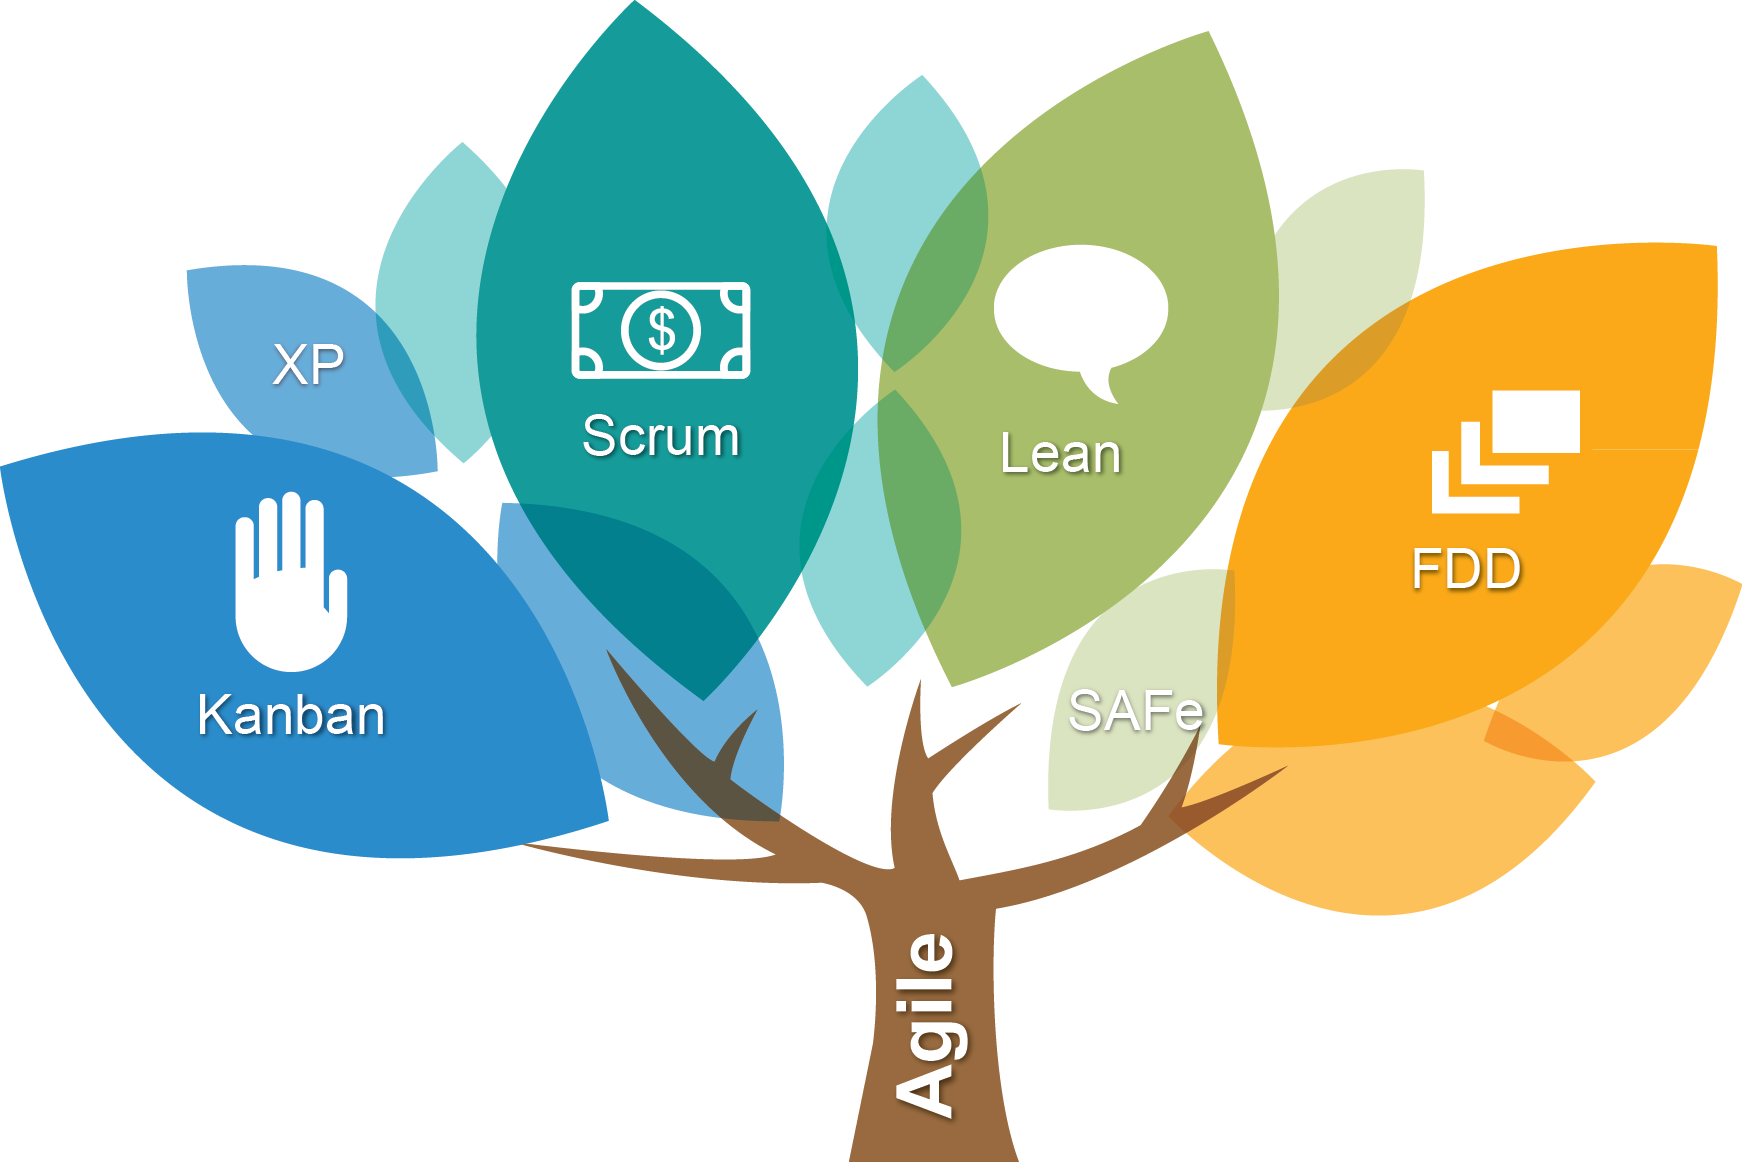 XP
Scrum
$
Lean
FDD
Kanban
SAFe
Agile